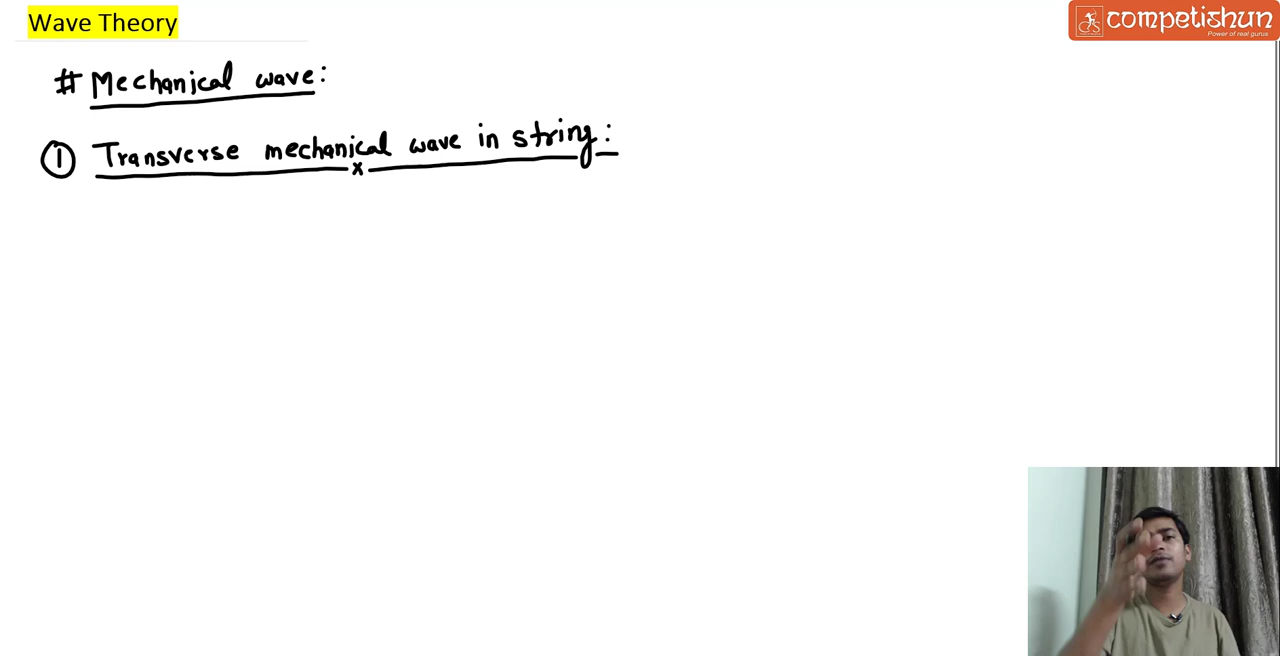 Wave Theory
competishun
Power of real gurus
# Mechanical wave:
① Transverse mechanical wave in string:
x